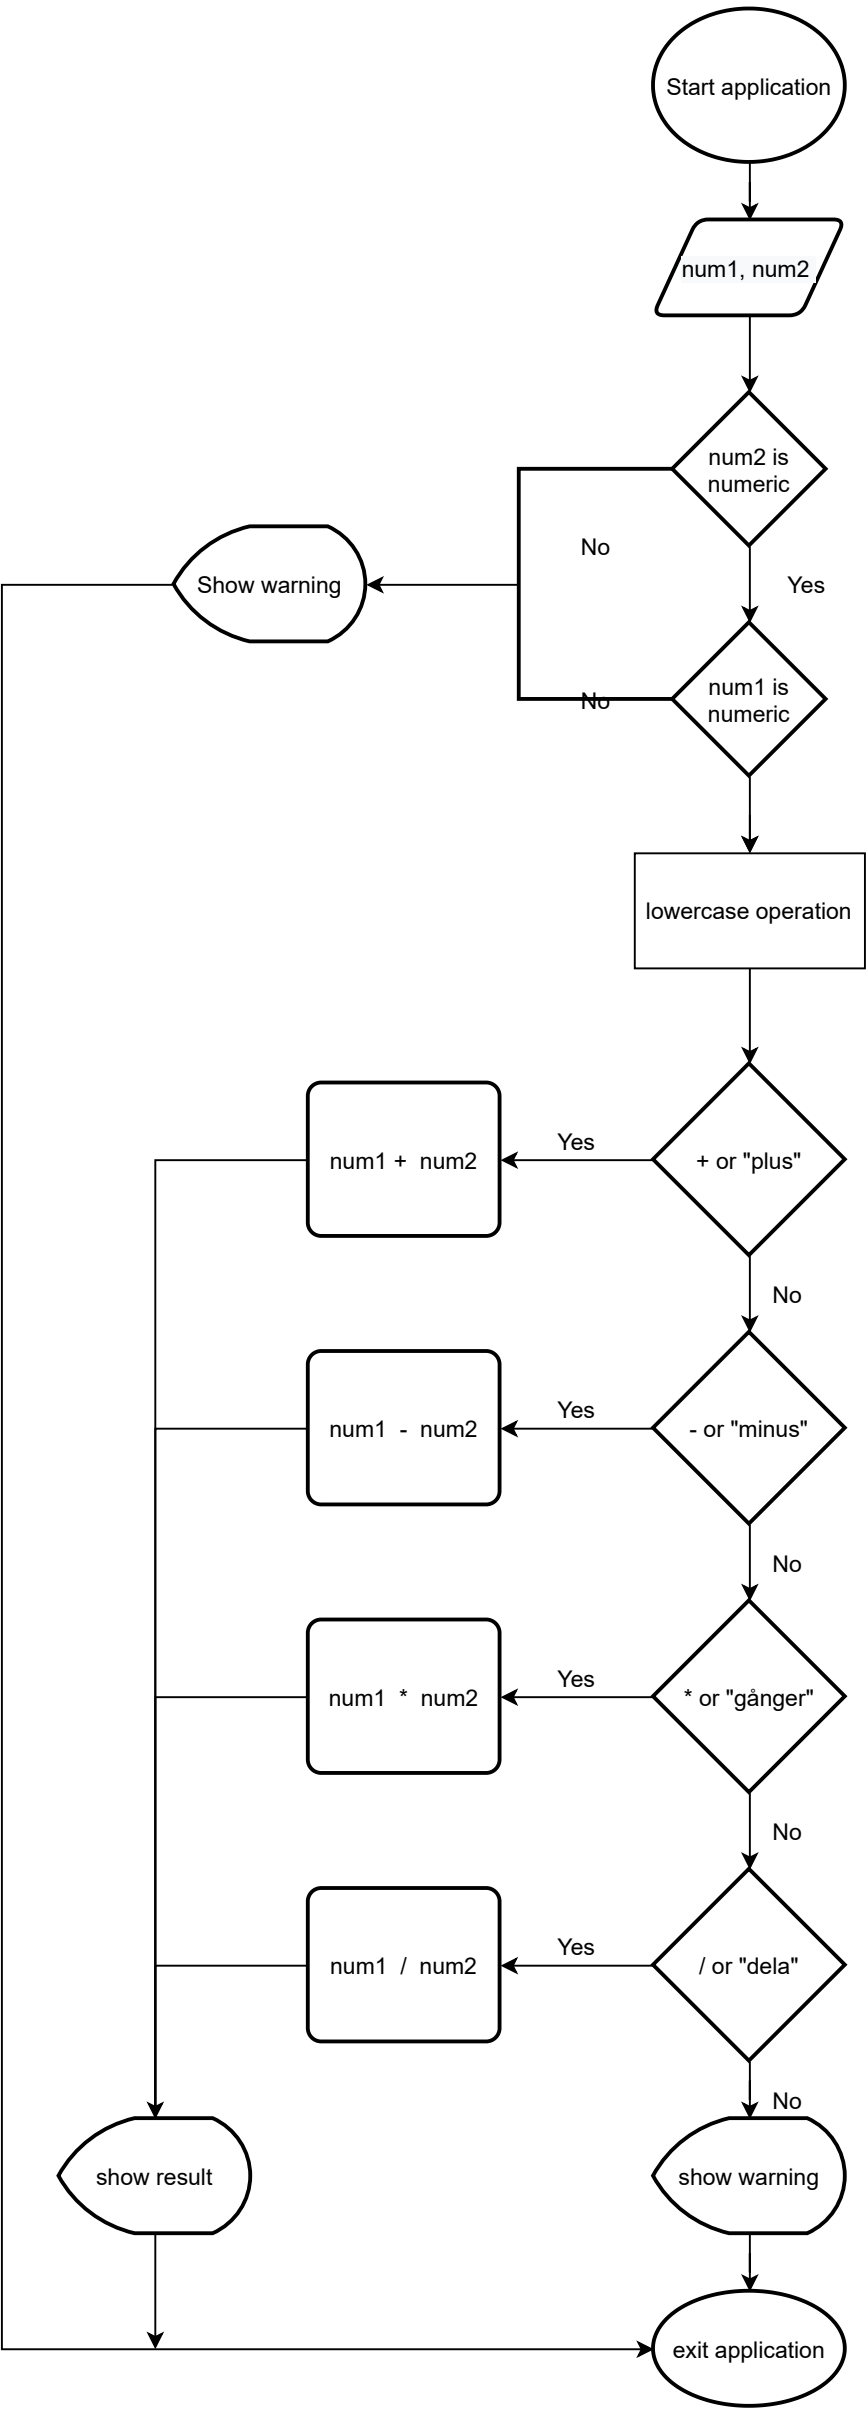 Start application
num1, num2
num2 is
numeric
No
Show warning
Yes
num1 is
numeric
No
lowercase operation
num1 +  num2
Yes
+ or "plus"
No
num1  -  num2
Yes
- or "minus"
No
num1  *  num2
Yes
* or "gånger"
No
num1  /  num2
Yes
/ or "dela"
No
show result
show warning
exit application